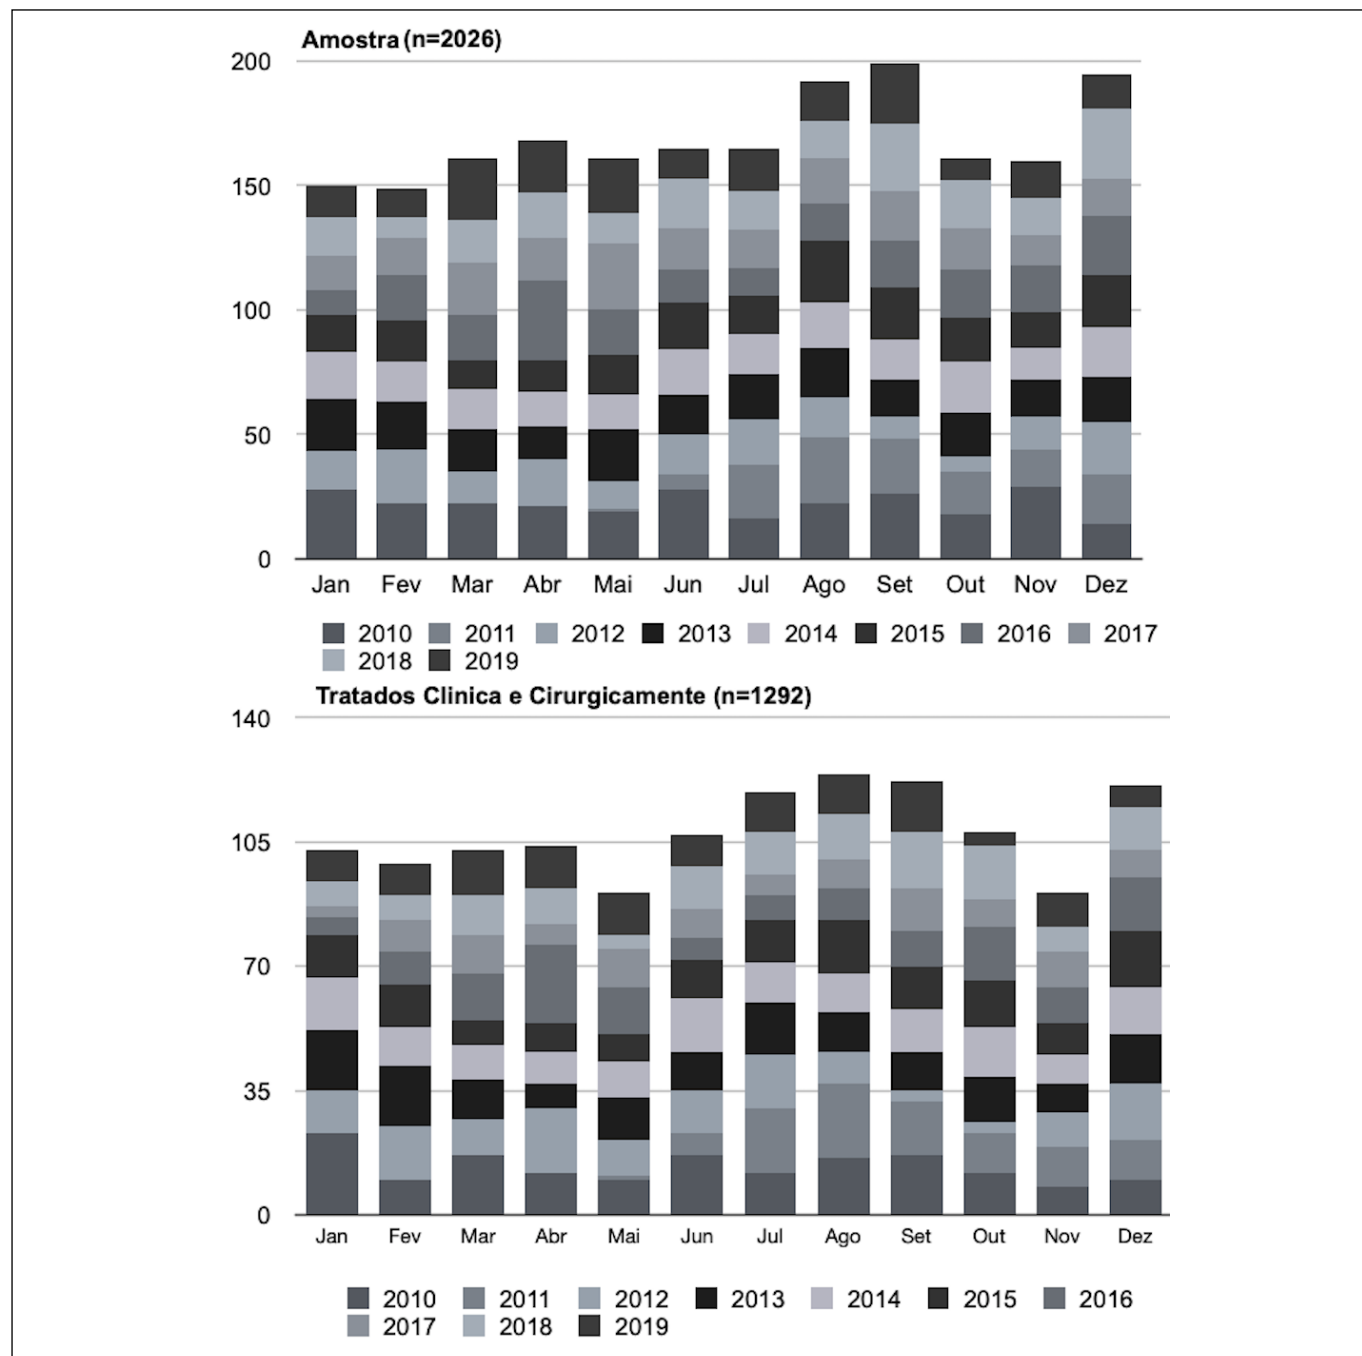 Amostra (n=2026)
200
150
100
50
0
Jan Fev Mar Abr Mai Jun Jul Ago Set Out Nov Dez
2010 2011 2012 2013 2014 2015 2016 2017
2018 2019
Tratados Clinica e Cirurgicamente (n=1292)
140
105
70
35
0
Jan Fev Mar Abr Mai Jun Jul Ago Set Out Nov Dez
2010 2011 2012 2013 2014 2015 2016
2017 2018 2019